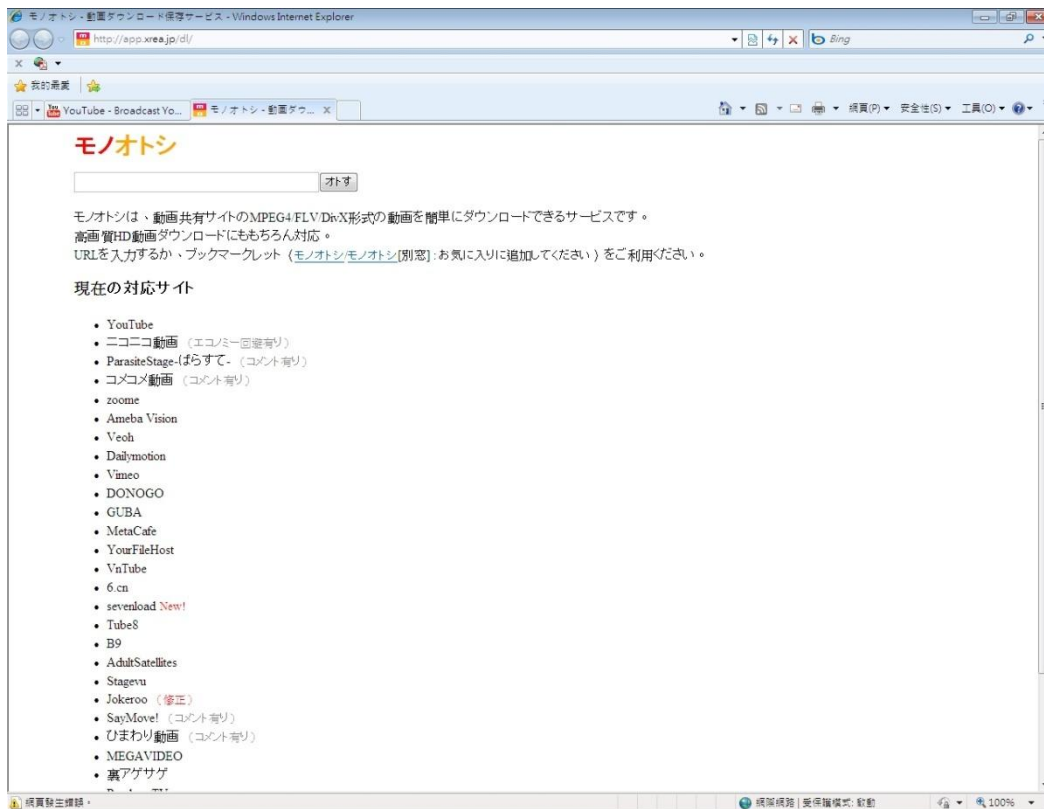 モノオトシ - 動画ダウンロード保存サービス - Windows Internet Explorer
http://app.xrea.jp/dl/
Bing
x
我的最愛
YouTube - Broadcast Yo...
モノオトシ - 動画ダウ... x
網頁(P)
安全性(S)
工具(O)
モノオトシ
オトす
モノオトシは、動画共有サイトのMPEG4/FLV/DivX形式の動画を簡単にダウンロードできるサービスです。
高画質HD動画ダウンロードにももちろん対応。
URLを入力するか、ブックマークレット（モノオトシ/モノオトシ[別窓]:お気に入りに追加してください）をご利用ください。
現在の対応サイト
YouTube
ニコニコ動画 （エコノミー回避有り）
ParasiteStage-ぱらすて- （コメント有り）
コメコメ動画 （コメント有り）
zoome
Ameba Vision
Veoh
Dailymotion
Vimeo
DONOGO
GUBA
MetaCafe
YourFileHost
VnTube
6.cn
sevenload New!
Tube8
B9
AdultSatellites
Stagevu
Jokeroo （修正）
SayMove! （コメント有り）
ひまわり動画 （コメント有り）
MEGAVIDEO
裏アゲサゲ
網頁發生錯誤。
網際網路 | 受保護模式: 啟動
100%